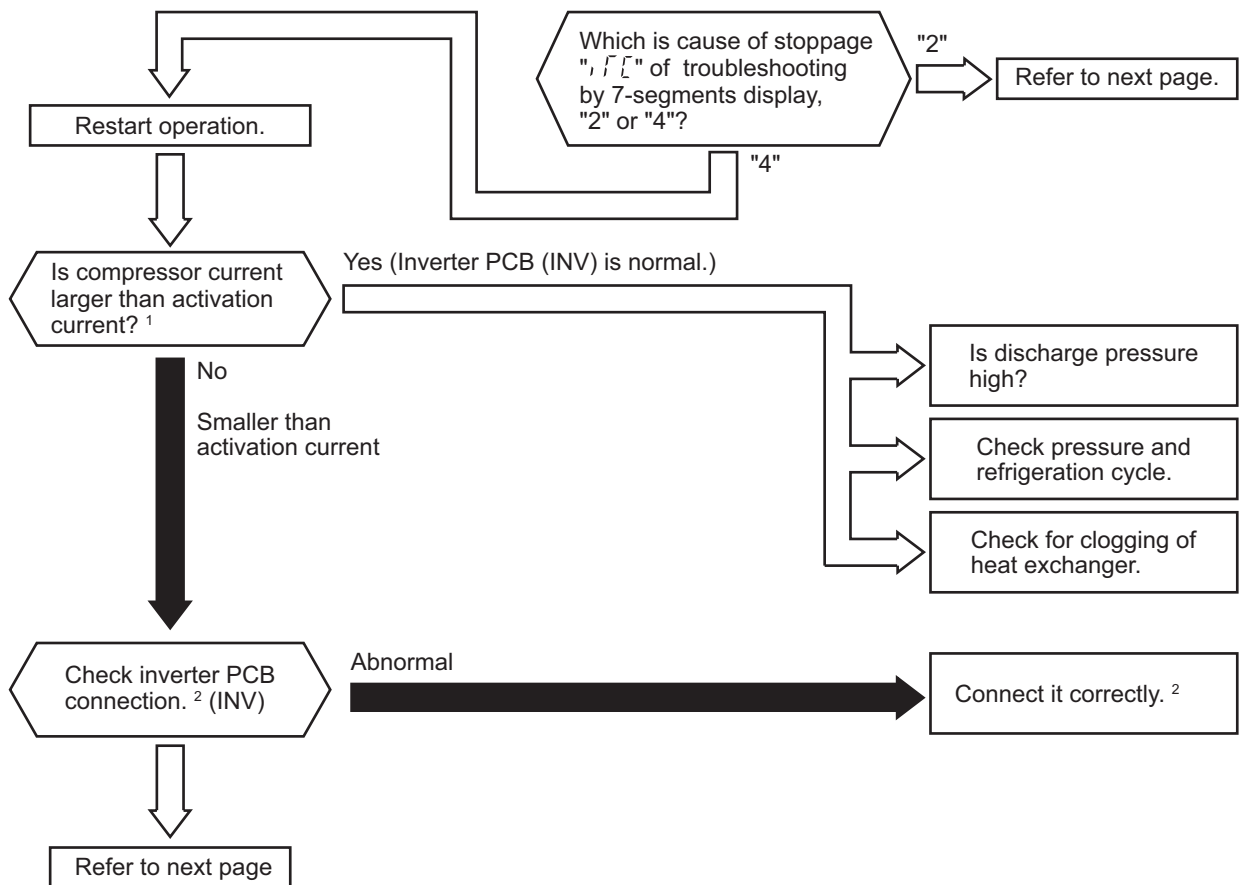 Which is cause of stoppage
"iTC" of troubleshooting
by 7-segments display,
"2" or "4"?
"2"
Refer to next page.
"4"
Restart operation.
Is compressor current
larger than activation
current? 1
Yes (Inverter PCB (INV) is normal.)
No
Smaller than
activation current
Is discharge pressure
high?
Check pressure and
refrigeration cycle.
Check for clogging of
heat exchanger.
Check inverter PCB
connection. 2 (INV)
Abnormal
Connect it correctly. 2
Refer to next page